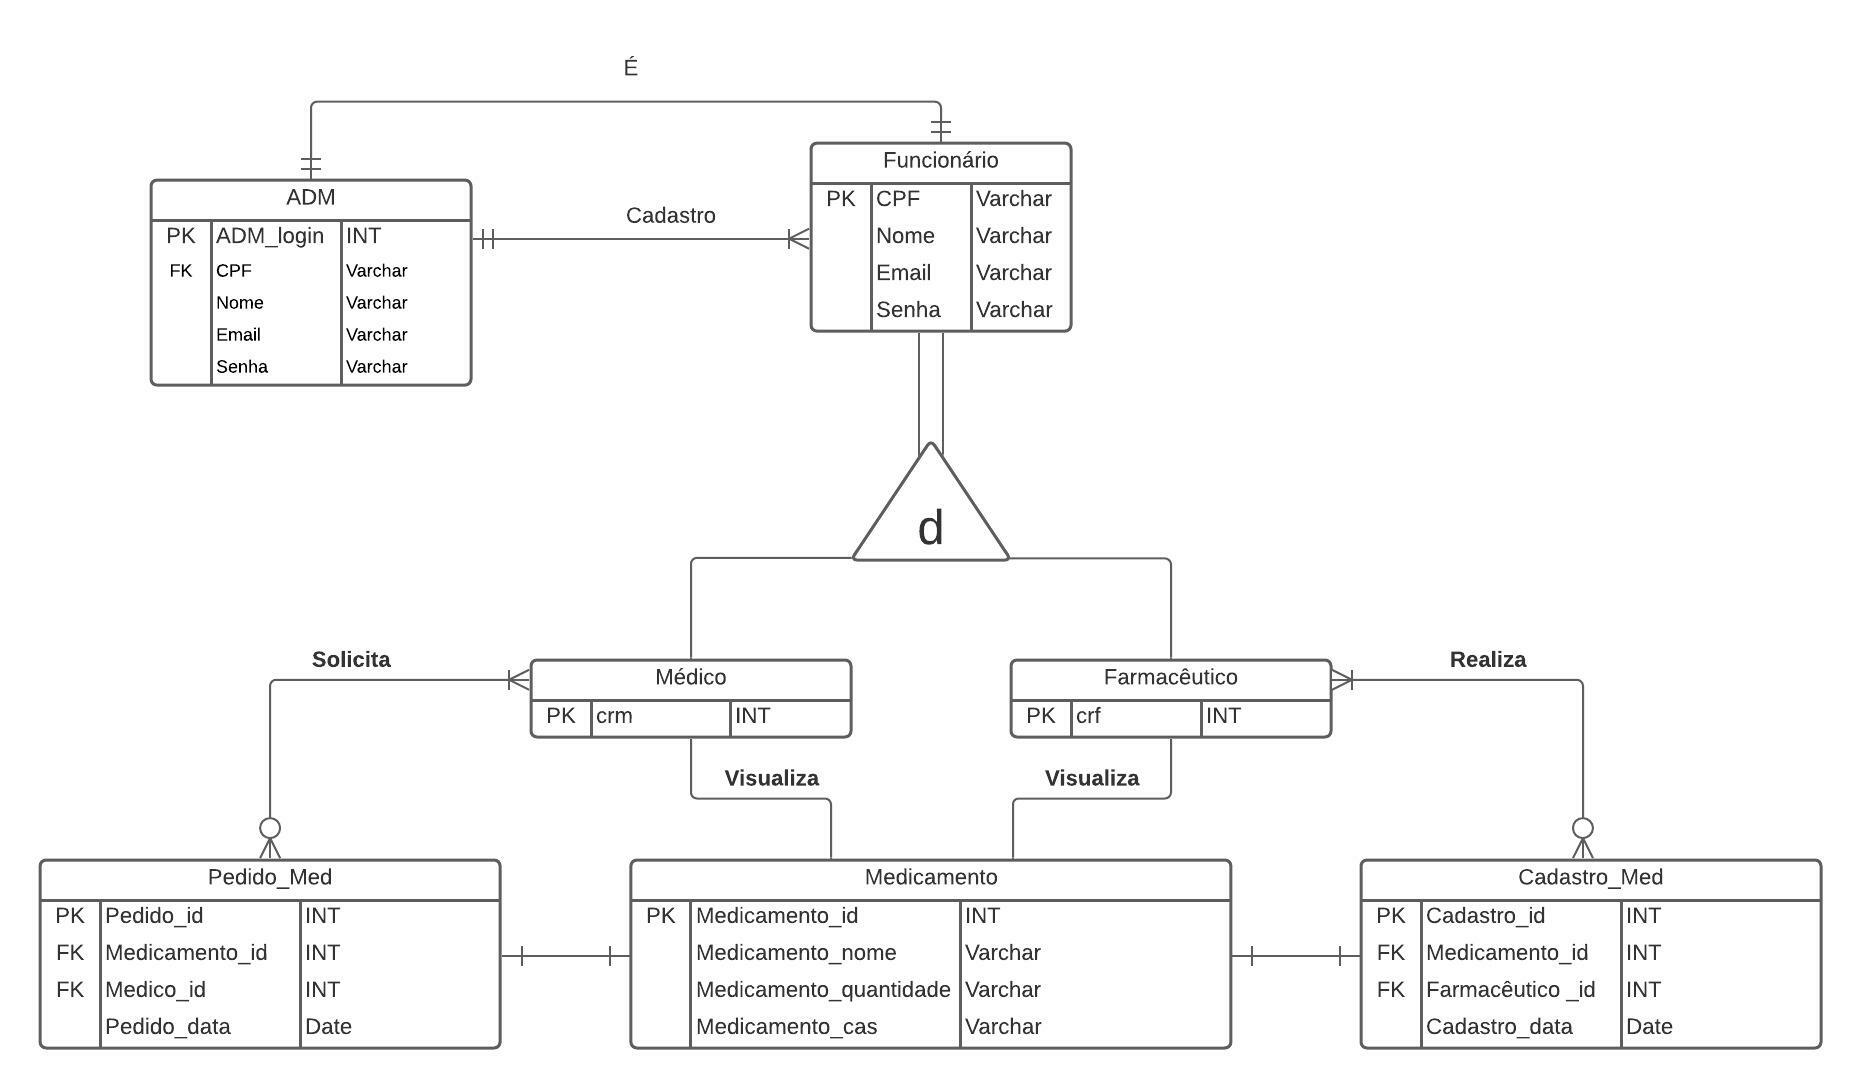 É
ADM
PK ADM_login INT
FK CPF Varchar
Nome Varchar
Email Varchar
Senha Varchar
Cadastro
Funcionário
PK CPF Varchar
Nome Varchar
Email Varchar
Senha Varchar
d
Solicita
Médico
PK crm INT
Farmacêutico
PK crf INT
Realiza
Visualiza
Visualiza
Pedido_Med
PK Pedido_id INT
FK Medicamento_id INT
FK Medico_id INT
Pedido_data Date
Medicamento
PK Medicamento_id INT
Medicamento_nome Varchar
Medicamento_quantidade Varchar
Medicamento_cas Varchar
Cadastro_Med
PK Cadastro_id INT
FK Medicamento_id INT
FK Farmacêutico _id INT
Cadastro_data Date